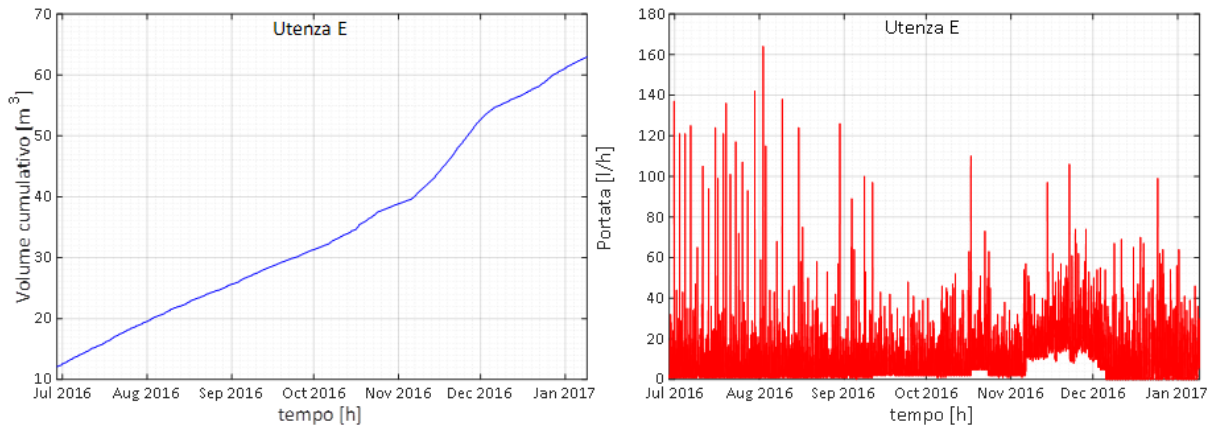 Utenza E
Volume cumulativo [m³]
70
60
50
40
30
20
10
Jul 2016 Aug 2016 Sep 2016 Oct 2016 Nov 2016 Dec 2016 Jan 2017
tempo [h]
Utenza E
Portata [l/h]
180
160
140
120
100
80
60
40
20
0
Jul 2016 Aug 2016 Sep 2016 Oct 2016 Nov 2016 Dec 2016 Jan 2017
tempo [h]